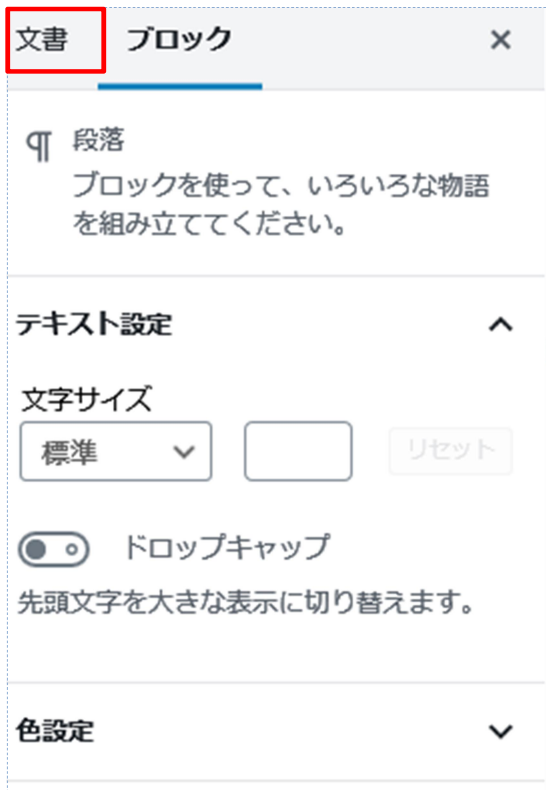 文書 ブロック ×
段落
ブロックを使って、いろいろな物語
を組み立ててください。
テキスト設定
文字サイズ
標準 リセット
ドロップキャップ
先頭文字を大きな表示に切り替えます。
色設定